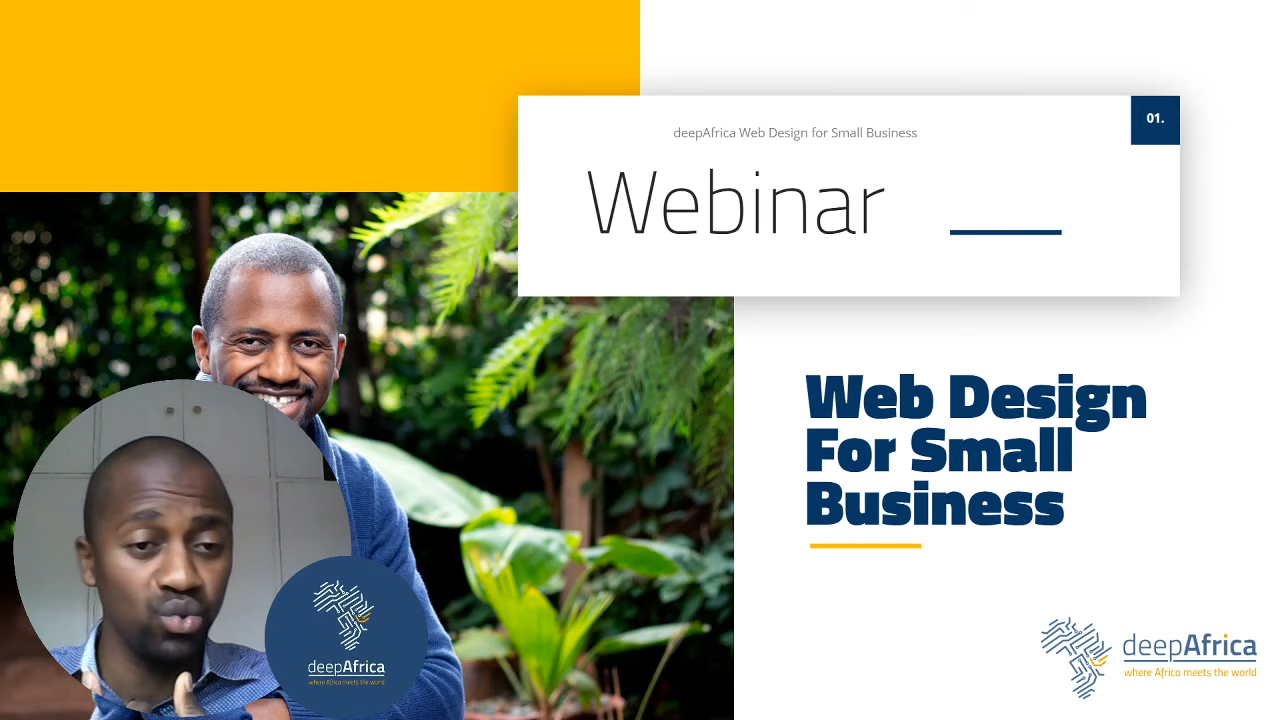 deepAfrica Web Design for Small Business
01.
Webinar
Web Design
For Small
Business
deepAfrica
where Africa meets the world
deepAfrica
where Africa meets the world